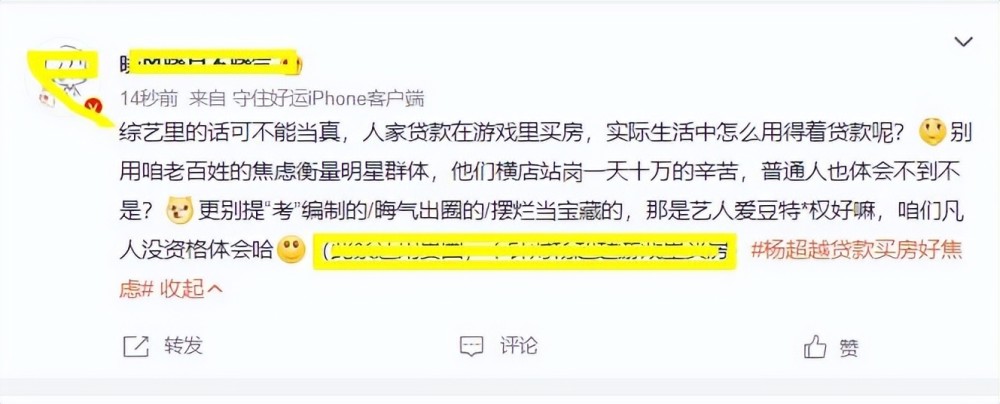 14秒前 来自 守住好运iPhone客户端
综艺里的话可不能当真，人家贷款在游戏里买房，实际生活中怎么用得着贷款呢？ 别
用咱老百姓的焦虑衡量明星群体，他们横店站岗一天十万的辛苦，普通人也体会不到不
是？ 更别提“考”编制的/晦气出圈的/摆烂当宝藏的，那是艺人爱豆特*权好嘛，咱们凡
人没资格体会哈 #杨超越贷款买房好焦
虑# 收起
转发 评论 赞